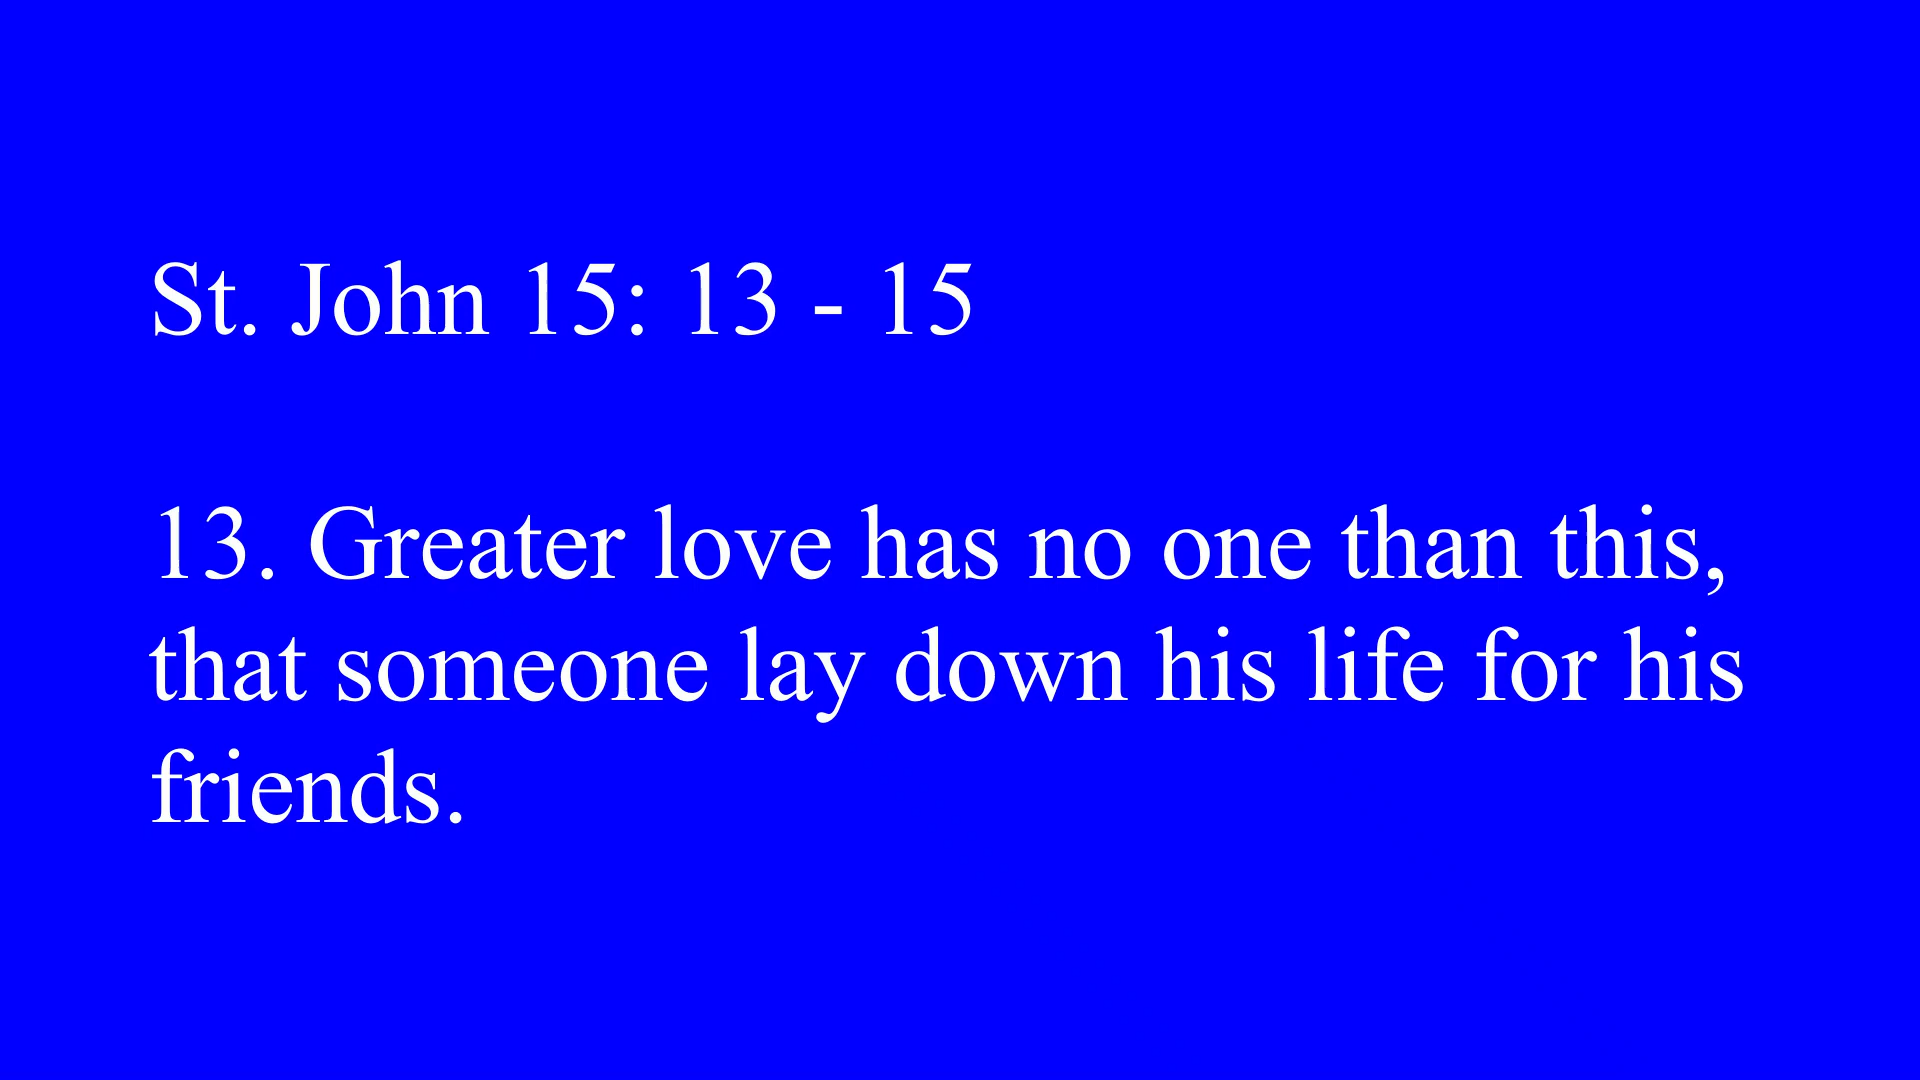 St. John 15: 13 - 15
13. Greater love has no one than this,
that someone lay down his life for his
friends.